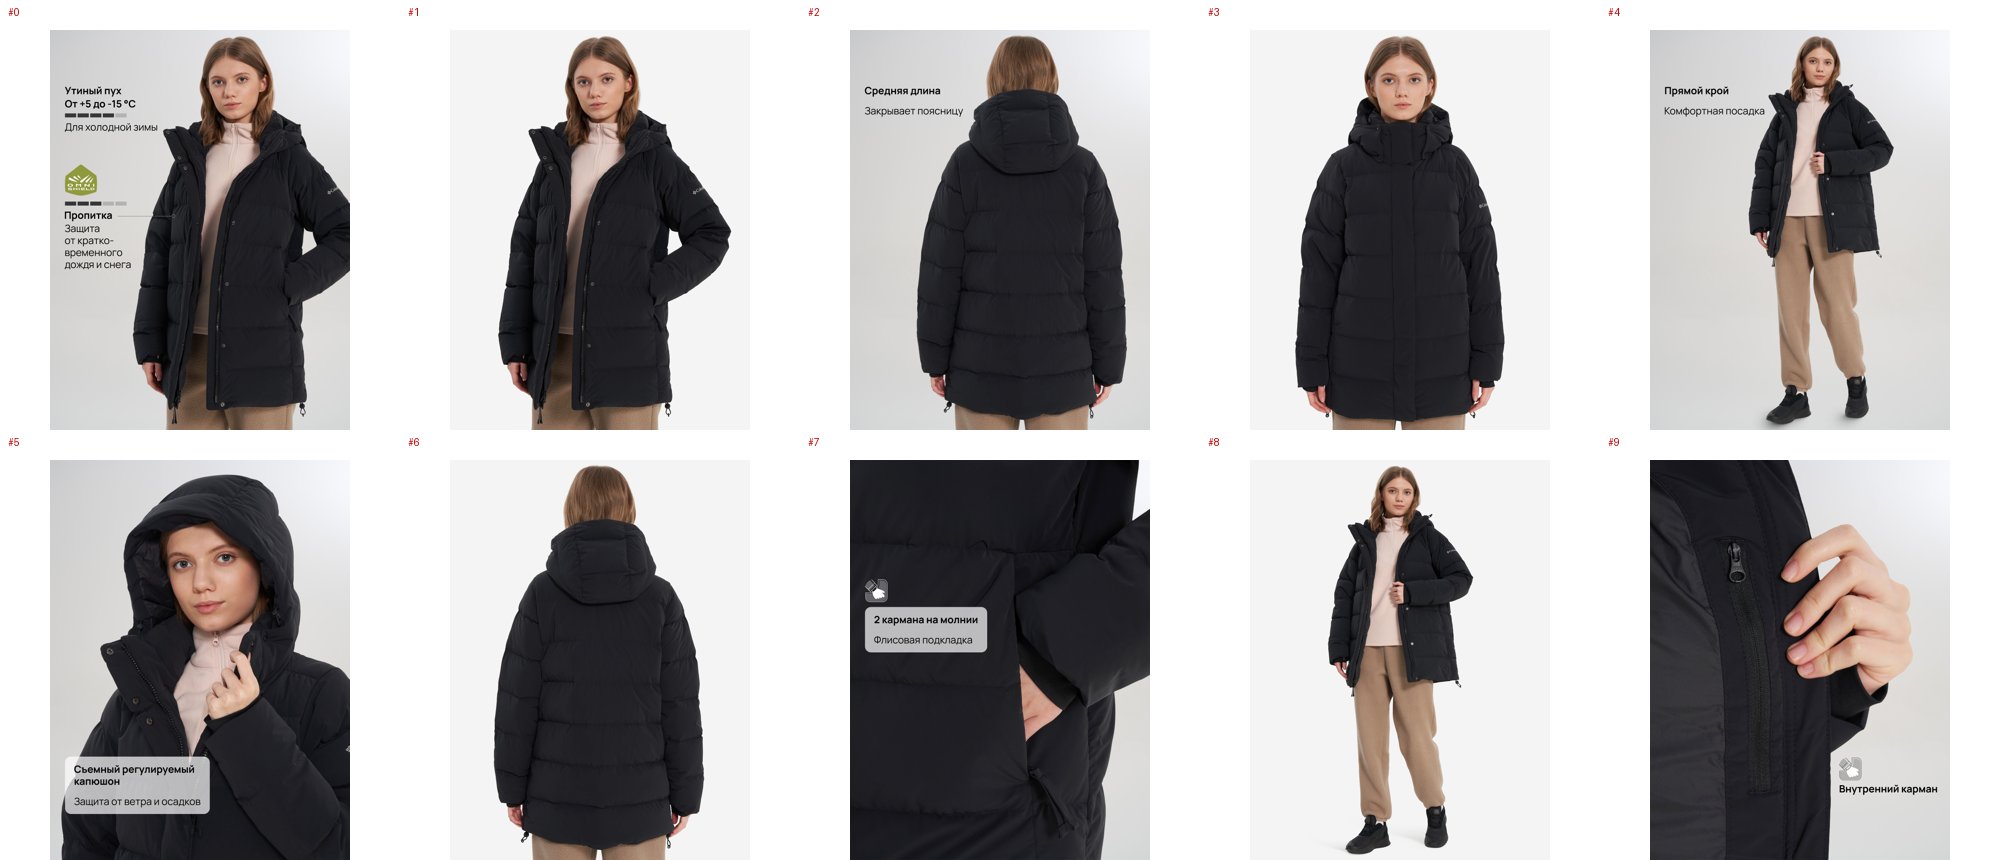 #0
Утиный пух
От +5 до -15 °C
Для холодной зимы
OMNI
SHIELD
Пропитка
Защита
от кратко-
временного
дождя и снега
#1
#2
Средняя длина
Закрывает поясницу
#3
#4
Прямой крой
Комфортная посадка
#5
Съемный регулируемый
капюшон
Защита от ветра и осадков
#6
#7
2 кармана на молнии
Флисовая подкладка
#8
#9
Внутренний карман